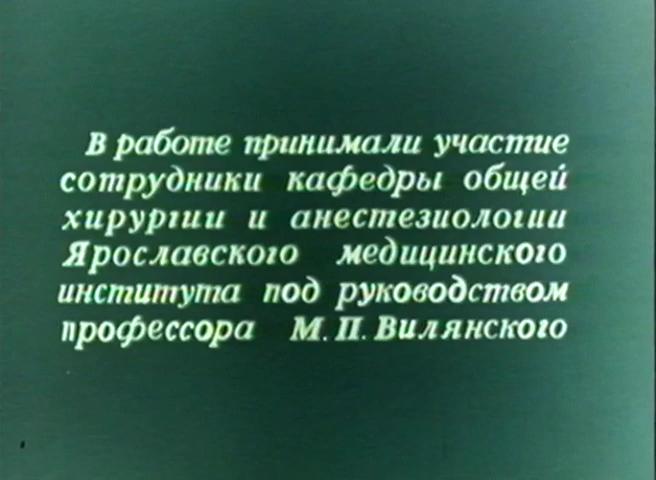 В работе принимали участие
сотрудники кафедры общей
хирургии и анестезиологии
Ярославского медицинского
института под руководством
профессора М.П. Вилянского